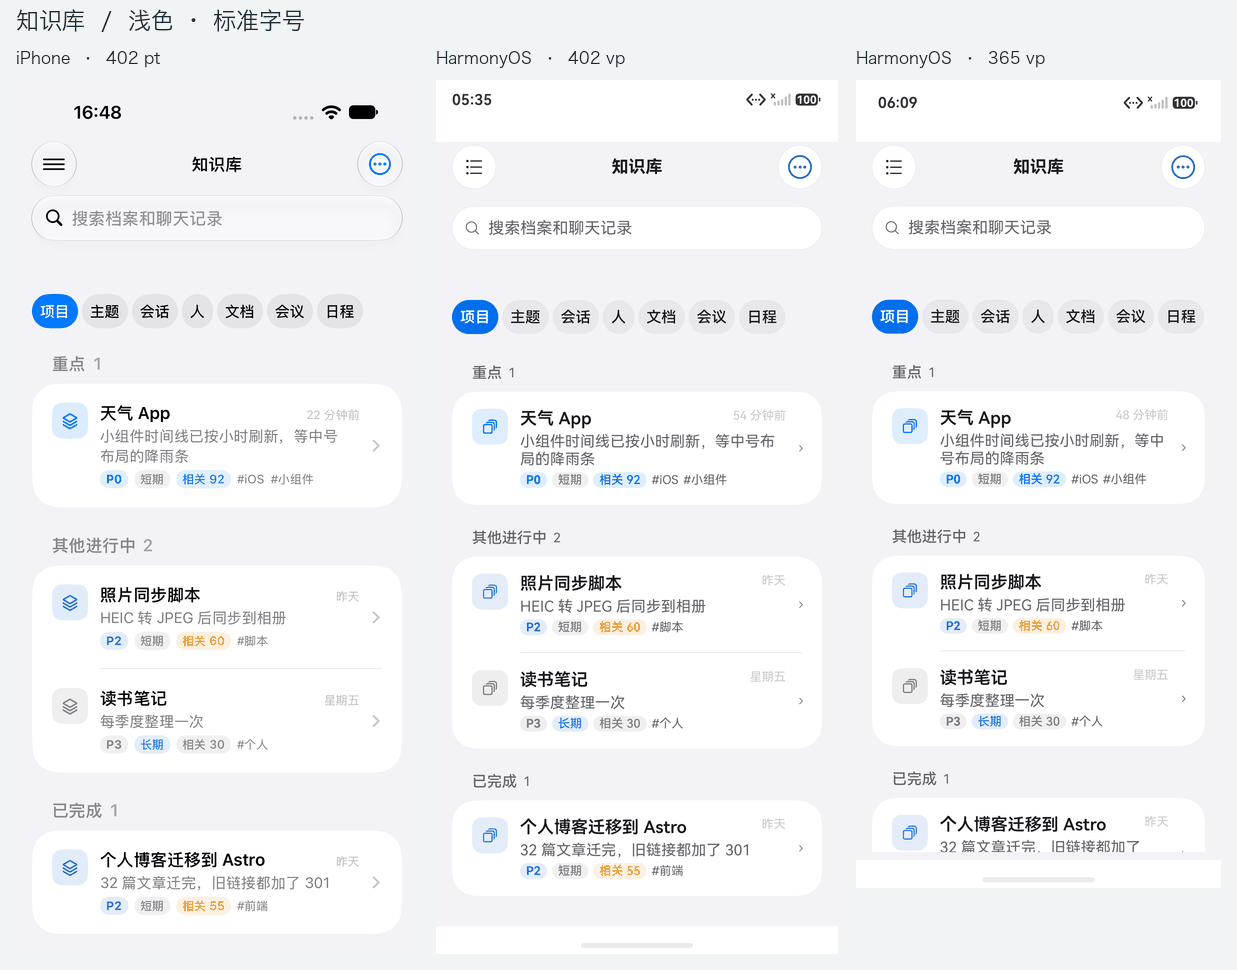 知识库 / 浅色 · 标准字号
iPhone · 402 pt
16:48
知识库
搜索档案和聊天记录
项目 主题 会话 人 文档 会议 日程
重点 1
天气 App 22 分钟前
小组件时间线已按小时刷新，等中号
布局的降雨条
P0 短期 相关 92 #iOS #小组件
其他进行中 2
照片同步脚本 昨天
HEIC 转 JPEG 后同步到相册
P2 短期 相关 60 #脚本
读书笔记 星期五
每季度整理一次
P3 长期 相关 30 #个人
已完成 1
个人博客迁移到 Astro 昨天
32 篇文章迁完，旧链接都加了 301
P2 短期 相关 55 #前端
HarmonyOS · 402 vp
05:35 100
知识库
搜索档案和聊天记录
项目 主题 会话 人 文档 会议 日程
重点 1
天气 App 54 分钟前
小组件时间线已按小时刷新，等中号布
局的降雨条
P0 短期 相关 92 #iOS #小组件
其他进行中 2
照片同步脚本 昨天
HEIC 转 JPEG 后同步到相册
P2 短期 相关 60 #脚本
读书笔记 星期五
每季度整理一次
P3 长期 相关 30 #个人
已完成 1
个人博客迁移到 Astro 昨天
32 篇文章迁完，旧链接都加了 301
P2 短期 相关 55 #前端
HarmonyOS · 365 vp
06:09 100
知识库
搜索档案和聊天记录
项目 主题 会话 人 文档 会议 日程
重点 1
天气 App 48 分钟前
小组件时间线已按小时刷新，等中
号布局的降雨条
P0 短期 相关 92 #iOS #小组件
其他进行中 2
照片同步脚本 昨天
HEIC 转 JPEG 后同步到相册
P2 短期 相关 60 #脚本
读书笔记 星期五
每季度整理一次
P3 长期 相关 30 #个人
已完成 1
个人博客迁移到 Astro 昨天
32 篇文章迁完，旧链接都加了